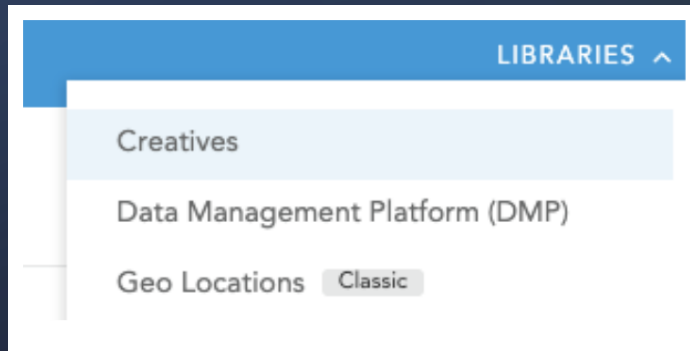 LIBRARIES
Creatives
Data Management Platform (DMP)
Geo Locations Classic